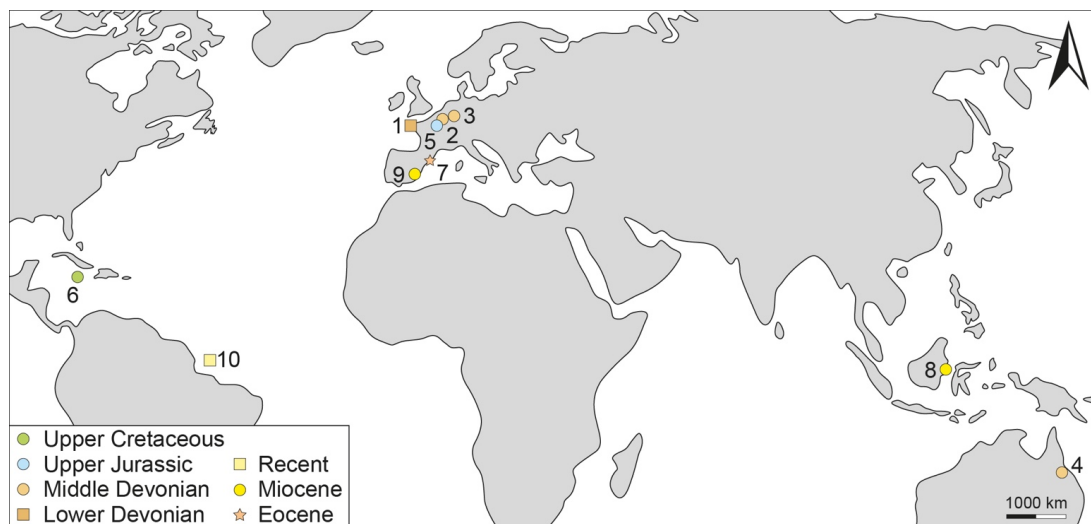 1
3
5
2
9
7
6
10
8
4
Upper Cretaceous
Upper Jurassic
Recent
Middle Devonian
Miocene
Lower Devonian
Eocene
1000 km